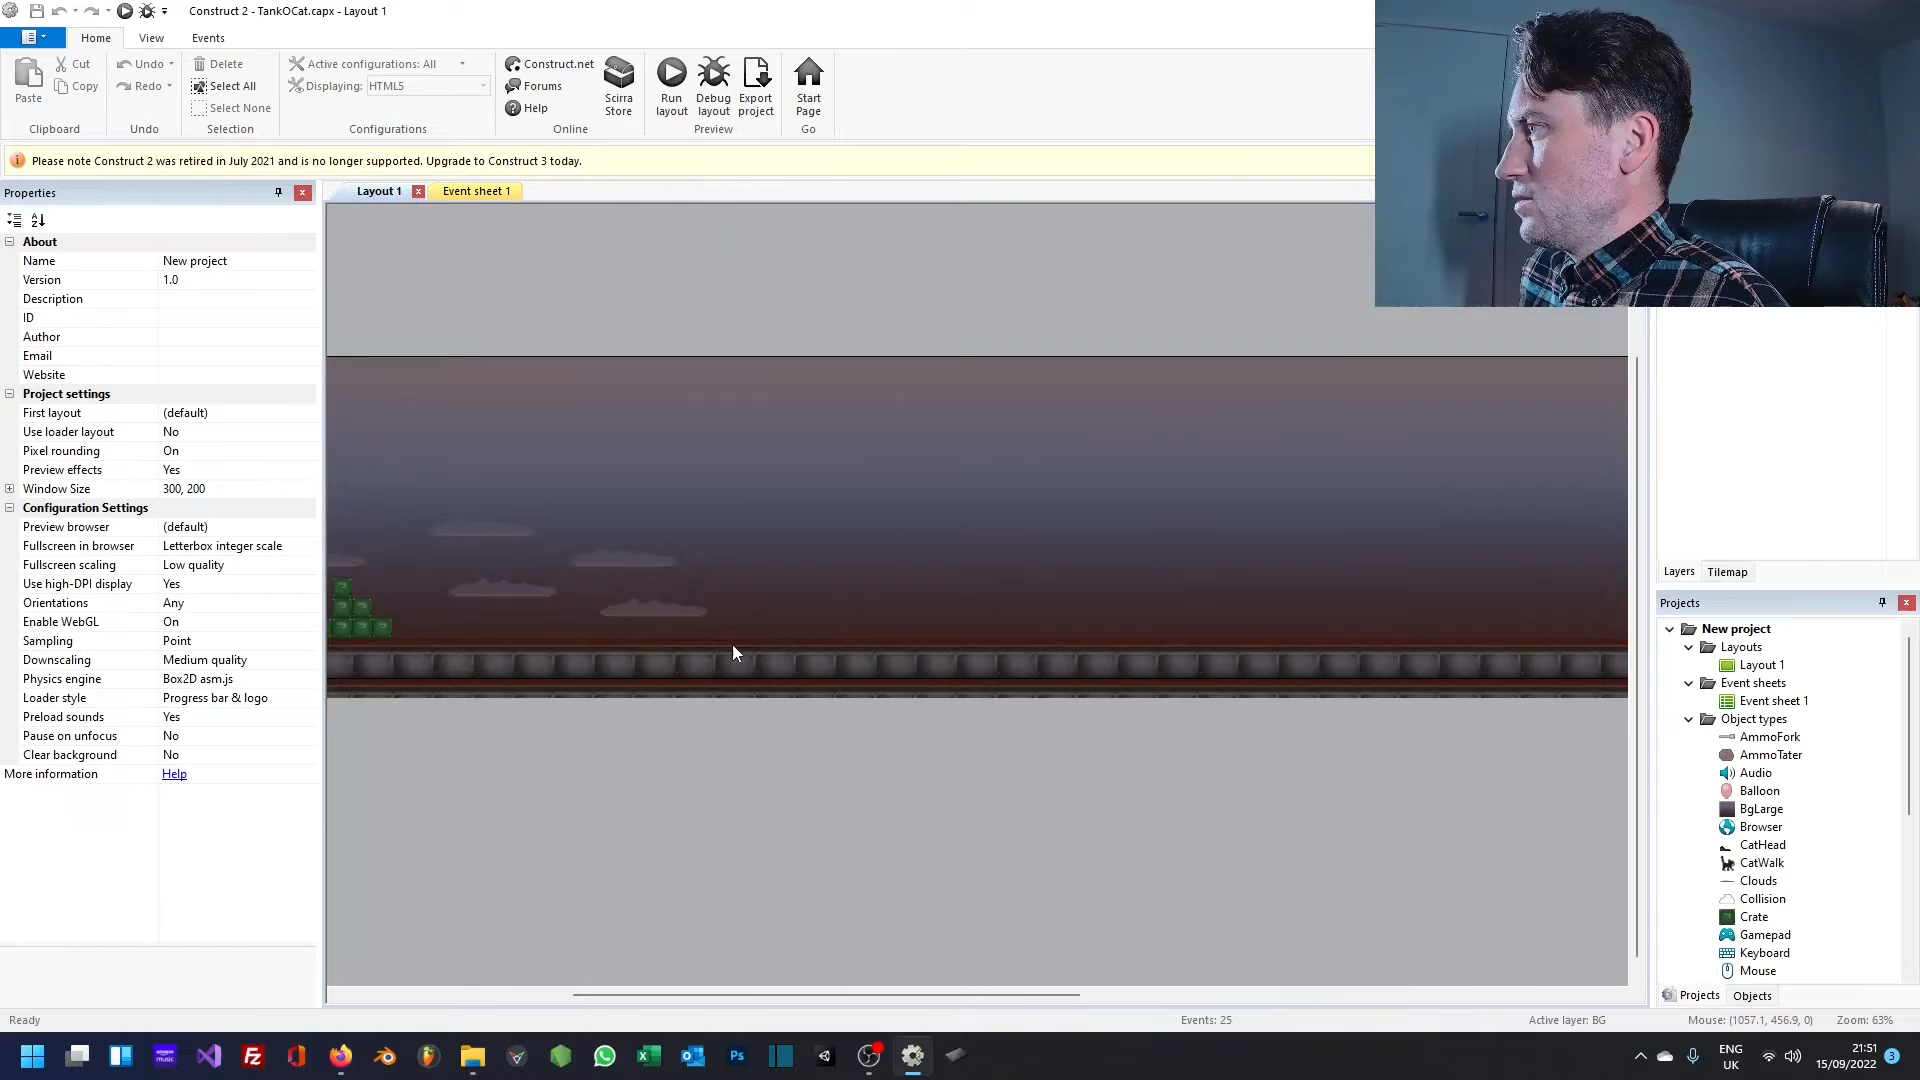 Construct 2 - TankOCat.capx - Layout 1
Home
View
Events
Paste
Cut
Copy
Clipboard
Undo
Redo
Undo
Delete
Select All
Select None
Selection
Active configurations: All
Displaying: HTML5
Configurations
Construct.net
Forums
Help
Scirra Store
Online
Run layout
Debug layout
Export project
Preview
Start Page
Go
Please note Construct 2 was retired in July 2021 and is no longer supported. Upgrade to Construct 3 today.
Properties
Layout 1
Event sheet 1
About
Name New project
Version 1.0
Description
ID
Author
Email
Website
Project settings
First layout (default)
Use loader layout No
Pixel rounding On
Preview effects Yes
Window Size 300, 200
Configuration Settings
Preview browser (default)
Fullscreen in browser Letterbox integer scale
Fullscreen scaling Low quality
Use high-DPI display Yes
Orientations Any
Enable WebGL On
Sampling Point
Downscaling Medium quality
Physics engine Box2D asm.js
Loader style Progress bar & logo
Preload sounds Yes
Pause on unfocus No
Clear background No
More information Help
Layers
Tilemap
Projects
New project
Layouts
Layout 1
Event sheets
Event sheet 1
Object types
AmmoFork
AmmoTater
Audio
Balloon
BgLarge
Browser
CatHead
CatWalk
Clouds
Collision
Crate
Gamepad
Keyboard
Mouse
Projects
Objects
Ready
Events: 25
Active layer: BG
Mouse: (1057.1, 456.9, 0)
Zoom: 63%
amazon music
Fz
Ps
ENG
UK
21:51
15/09/2022
3